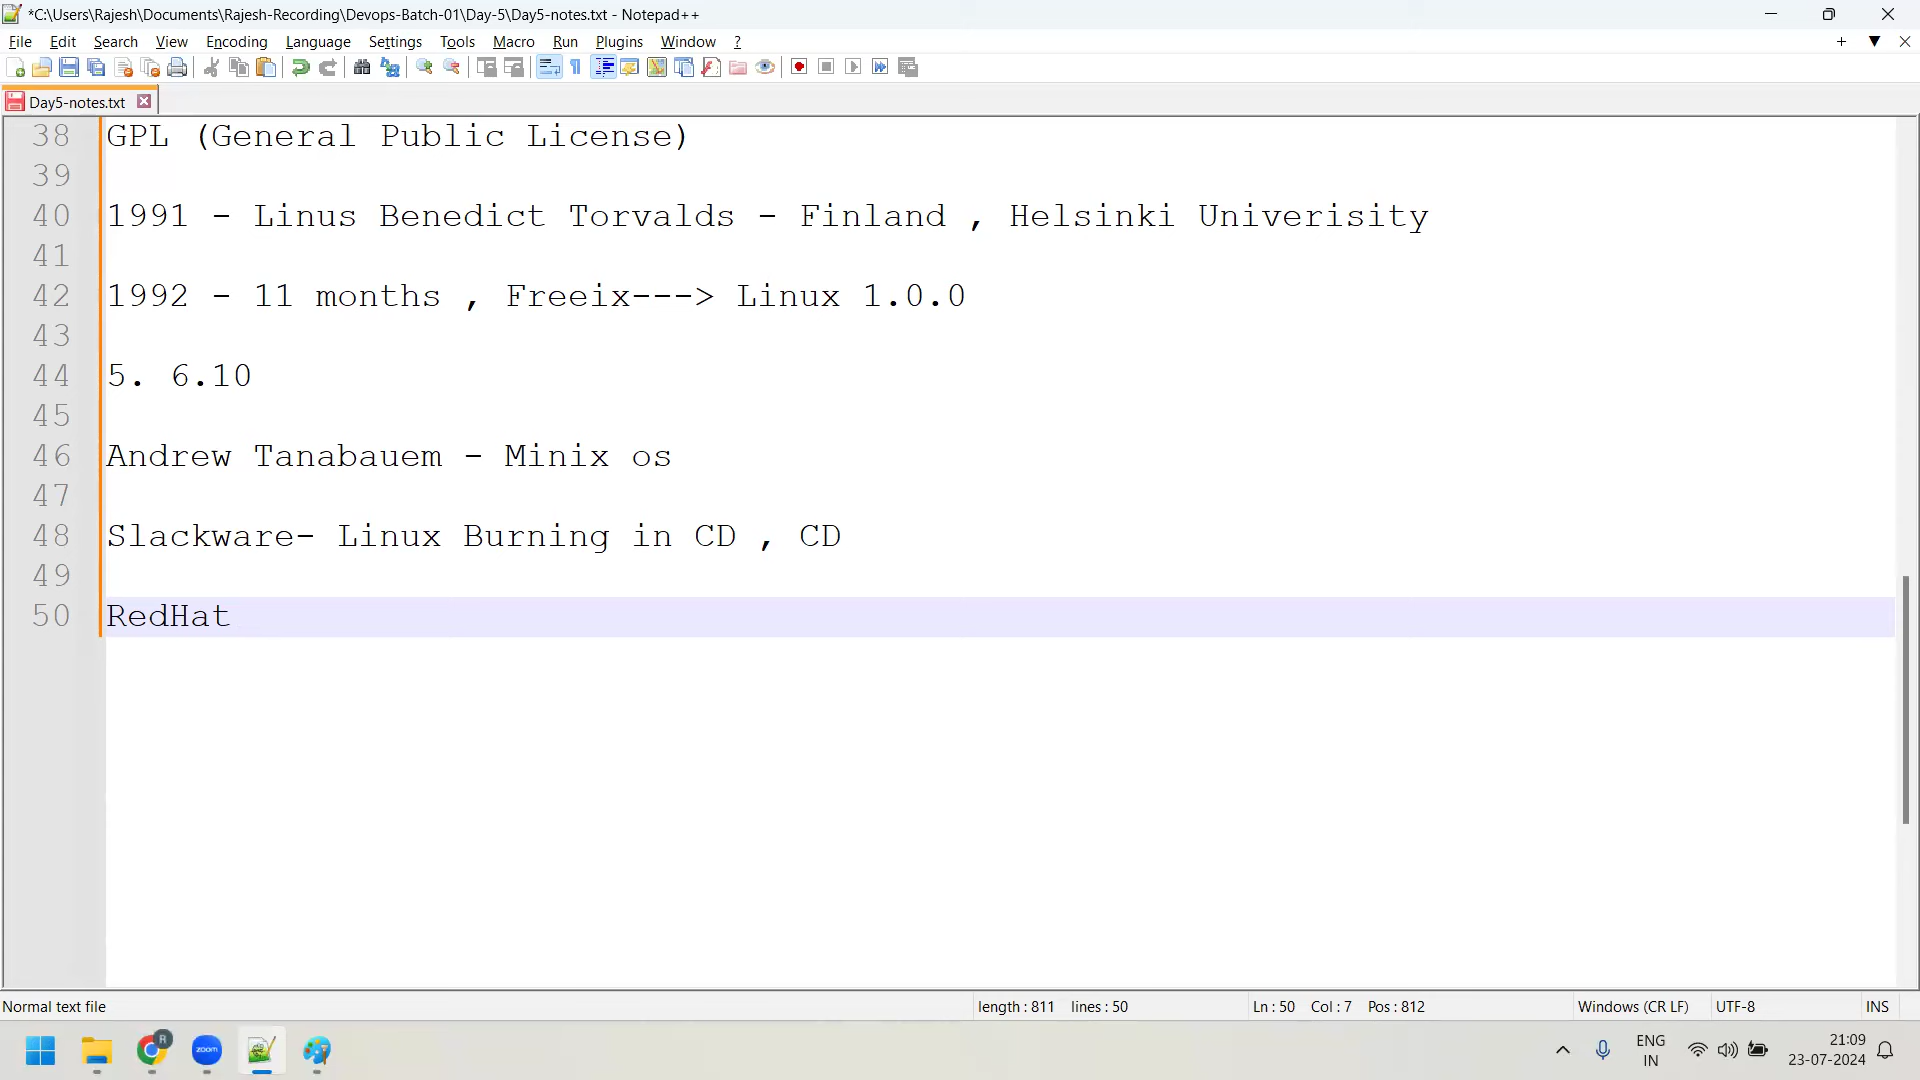 *C:\Users\Rajesh\Documents\Rajesh-Recording\Devops-Batch-01\Day-5\Day5-notes.txt - Notepad++
File Edit Search View Encoding Language Settings Tools Macro Run Plugins Window ?
Day5-notes.txt
38 GPL (General Public License)
39
40 1991 - Linus Benedict Torvalds - Finland , Helsinki Univerisity
41
42 1992 - 11 months , Freeix---> Linux 1.0.0
43
44 5. 6.10
45
46 Andrew Tanabauem - Minix os
47
48 Slackware- Linux Burning in CD , CD
49
50 RedHat
Normal text file length : 811 lines : 50 Ln : 50 Col : 7 Pos : 812 Windows (CR LF) UTF-8 INS
R
zoom
ENG
IN
21:09
23-07-2024